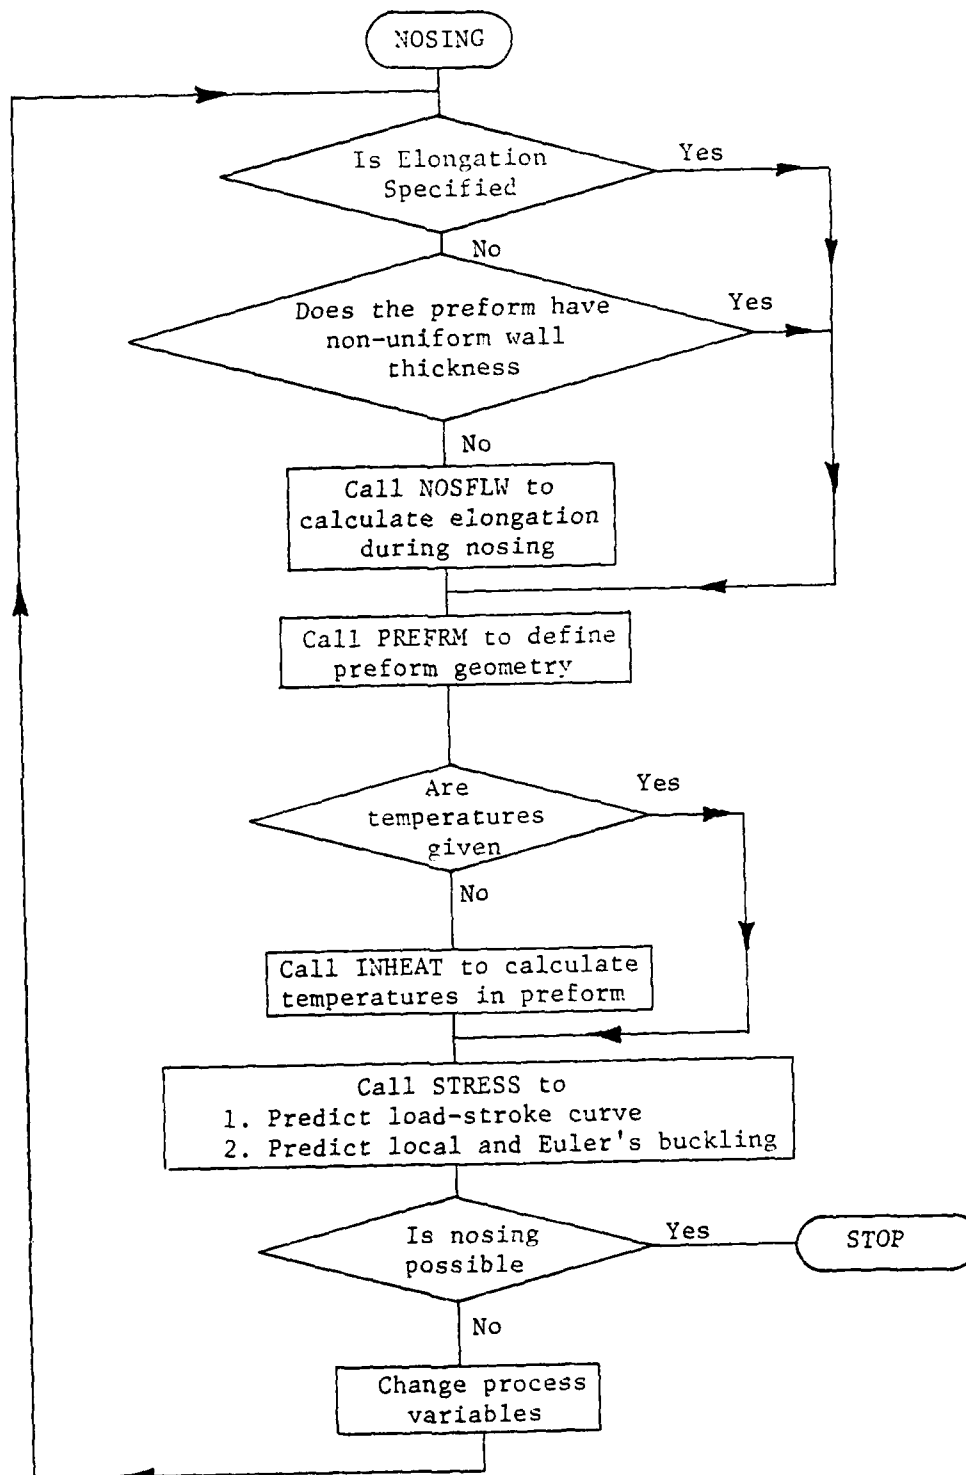 NOSING
Is Elongation
Specified
Yes
No
Does the preform have
non-uniform wall
thickness
Yes
No
Call NOSFLW to
calculate elongation
during nosing
Call PREFRM to define
preform geometry
Are
temperatures
given
Yes
No
Call INHEAT to calculate
temperatures in preform
Call STRESS to
1. Predict load-stroke curve
2. Predict local and Euler's buckling
Is nosing
possible
Yes
STOP
No
Change process
variables